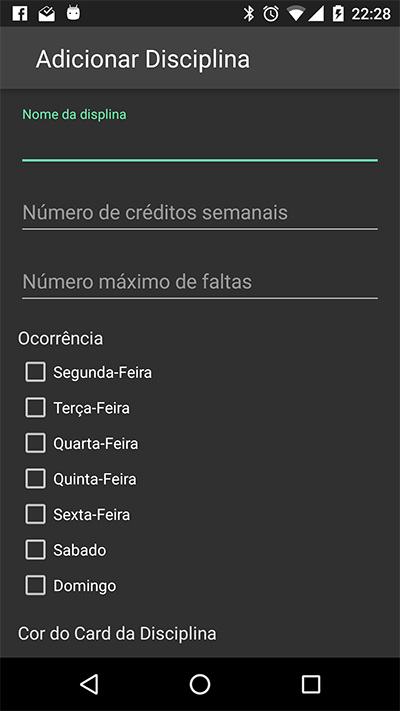 22:28
Adicionar Disciplina
Nome da displina
Número de créditos semanais
Número máximo de faltas
Ocorrência
Segunda-Feira
Terça-Feira
Quarta-Feira
Quinta-Feira
Sexta-Feira
Sabado
Domingo
Cor do Card da Disciplina